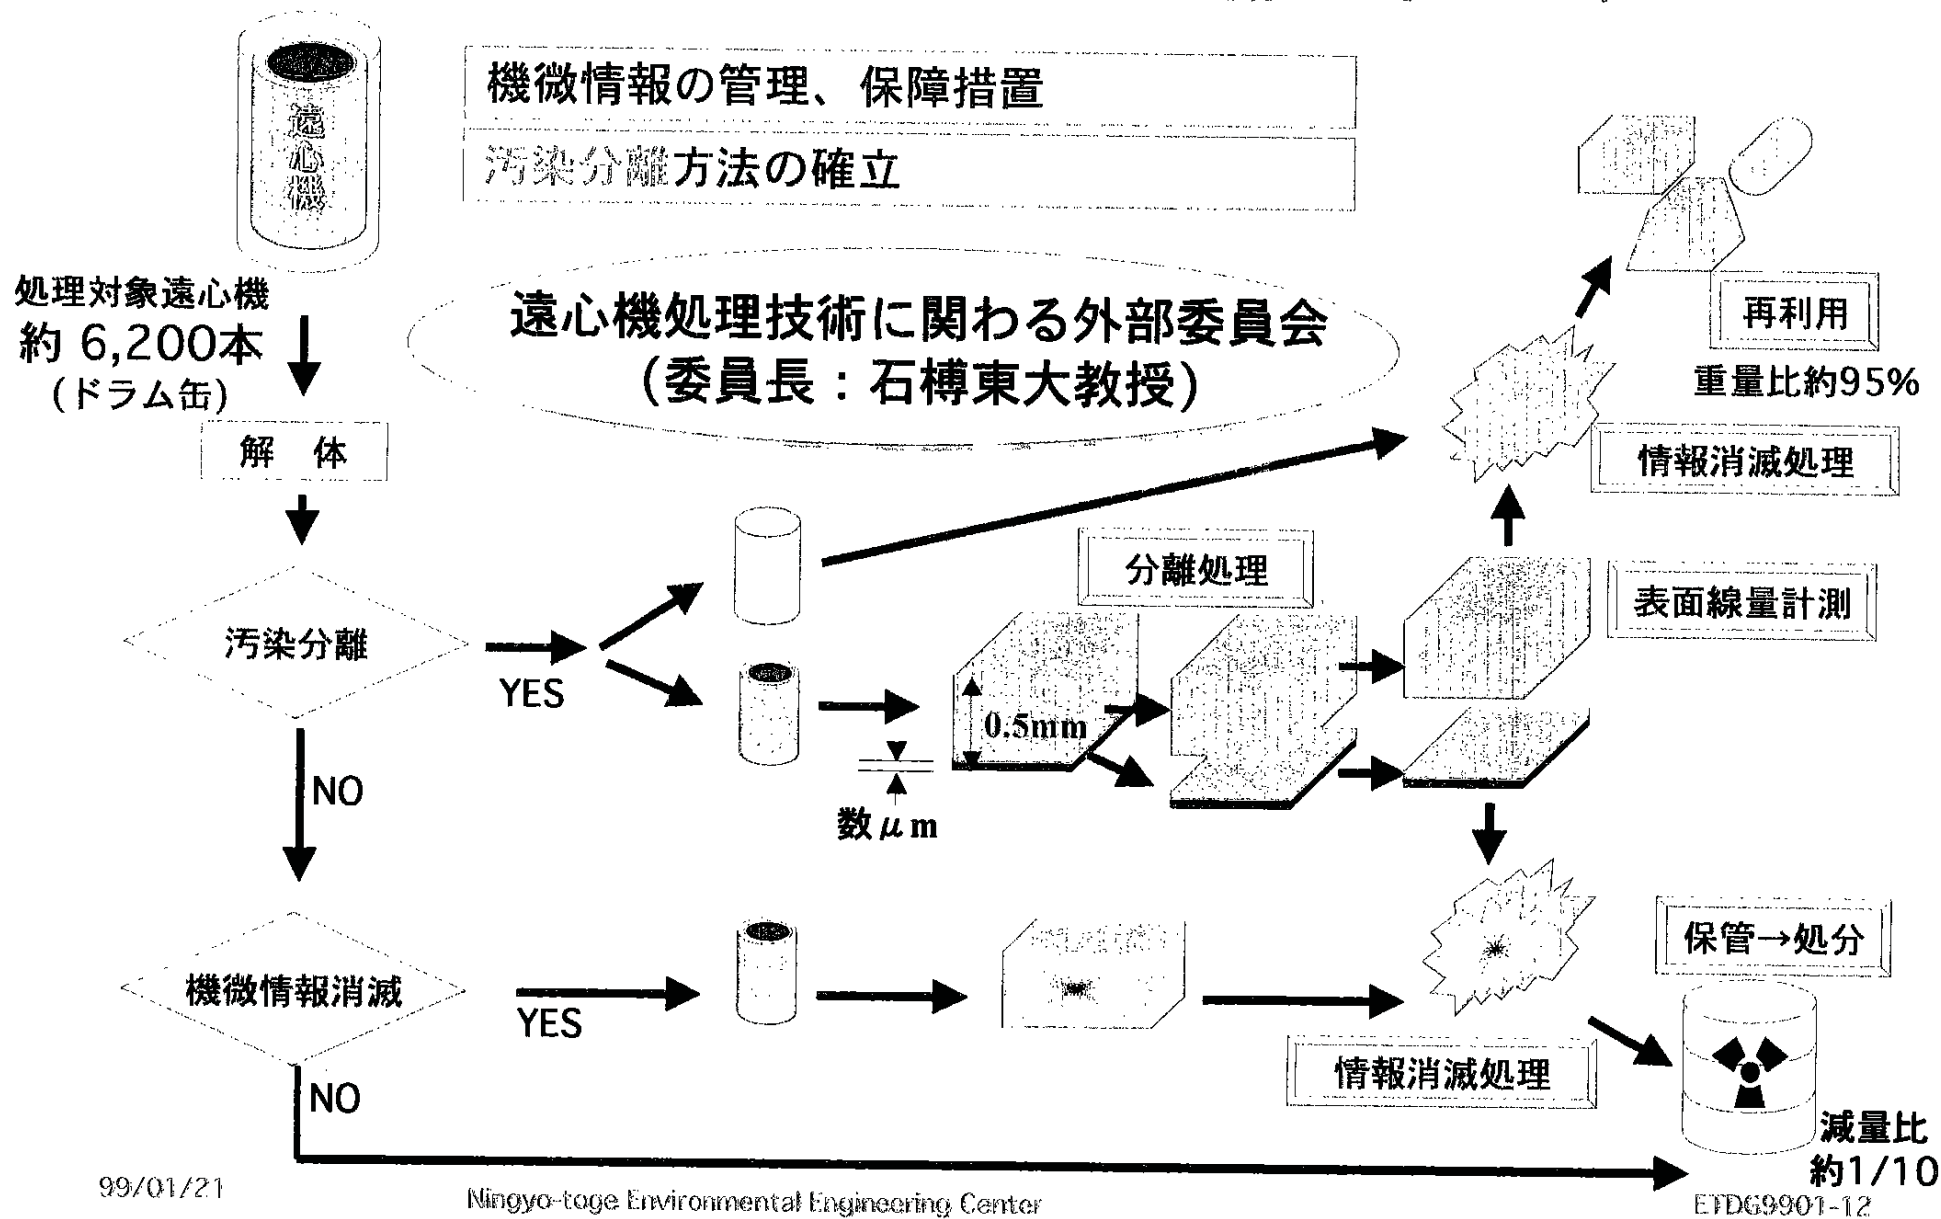 遠心機
機微情報の管理、保障措置
汚染分離方法の確立
処理対象遠心機
約 6,200本
(ドラム缶)
遠心機処理技術に関わる外部委員会
(委員長：石榑東大教授)
再利用
重量比約95%
解 体
情報消滅処理
分離処理
表面線量計測
汚染分離
YES
0.5mm
数μm
NO
保管→処分
機微情報消滅
YES
情報消滅処理
NO
減量比
約1/10
99/01/21
Ningyo-toge Environmental Engineering Center
ETDG9901-12